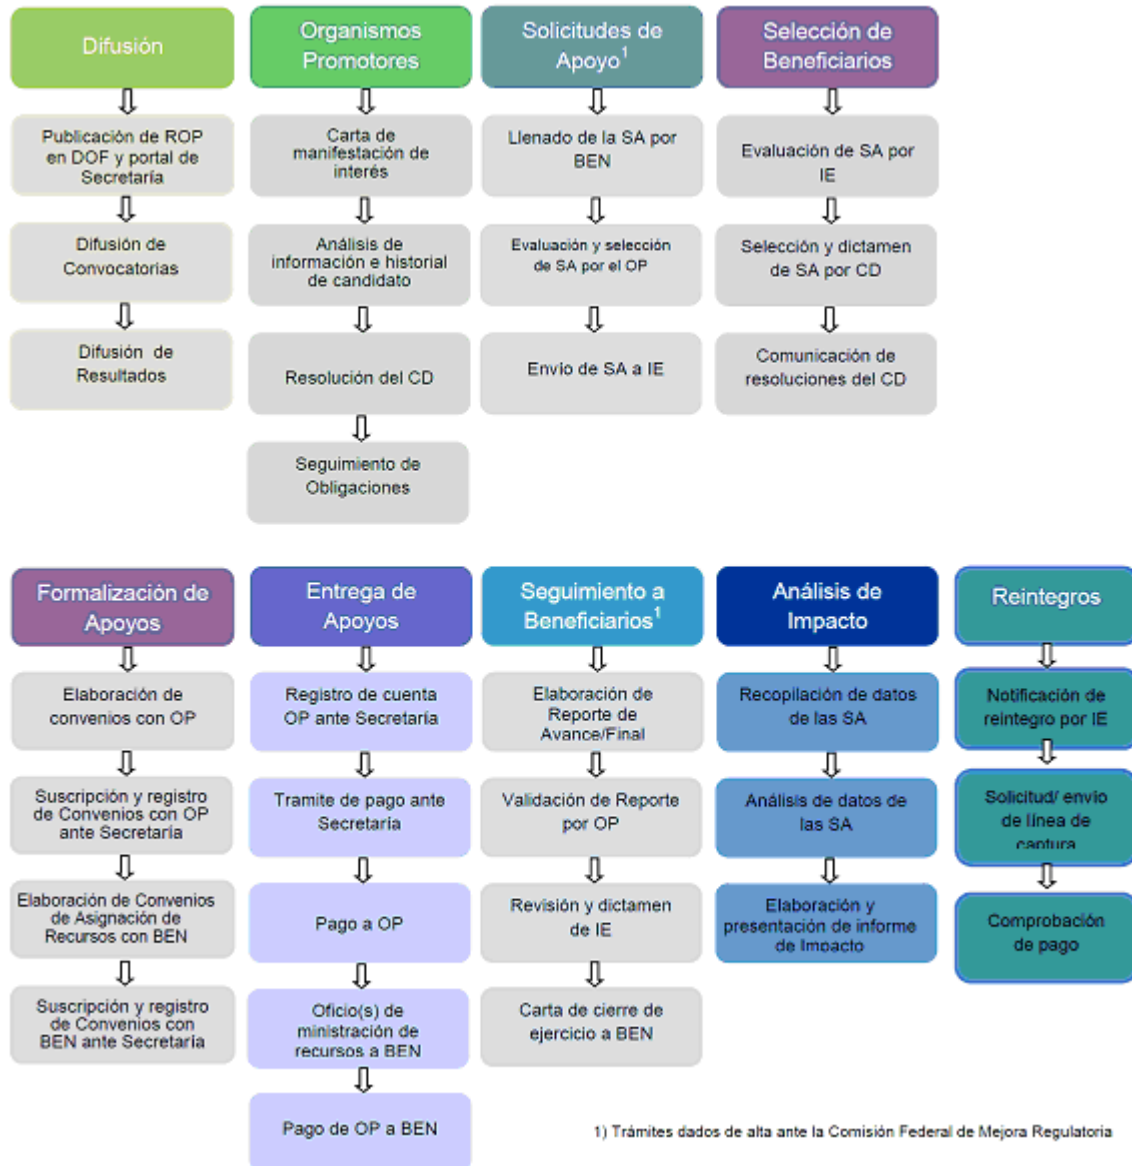 Difusión
Publicación de ROP
en DOF y portal de
Secretaría
Difusión de
Convocatorias
Difusión de
Resultados
Organismos
Promotores
Carta de
manifestación de
interés
Análisis de
información e historial
de candidato
Resolución del CD
Seguimiento de
Obligaciones
Solicitudes de
Apoyo1
Llenado de la SA por
BEN
Evaluación y selección
de SA por el OP
Envío de SA a IE
Selección de
Beneficiarios
Evaluación de SA por
IE
Selección y dictamen
de SA por CD
Comunicación de
resoluciones del CD
Formalización de
Apoyos
Elaboración de
convenios con OP
Suscripción y registro
de Convenios con OP
ante Secretaría
Elaboración de Convenios
de Asignación de
Recursos con BEN
Suscripción y registro
de Convenios con
BEN ante Secretaría
Entrega de
Apoyos
Registro de cuenta
OP ante Secretaría
Tramite de pago ante
Secretaría
Pago a OP
Oficio(s) de
ministración de
recursos a BEN
Pago de OP a BEN
Seguimiento a
Beneficiarios1
Elaboración de
Reporte de
Avance/Final
Validación de Reporte
por OP
Revisión y dictamen
de IE
Carta de cierre de
ejercicio a BEN
Análisis de
Impacto
Recopilación de datos
de las SA
Análisis de datos de
las SA
Elaboración y
presentación de informe
de Impacto
Reintegros
Notificación de
reintegro por IE
Solicitud/ envío
de línea de
captura
Comprobación
de pago
1) Trámites dados de alta ante la Comisión Federal de Mejora Regulatoria